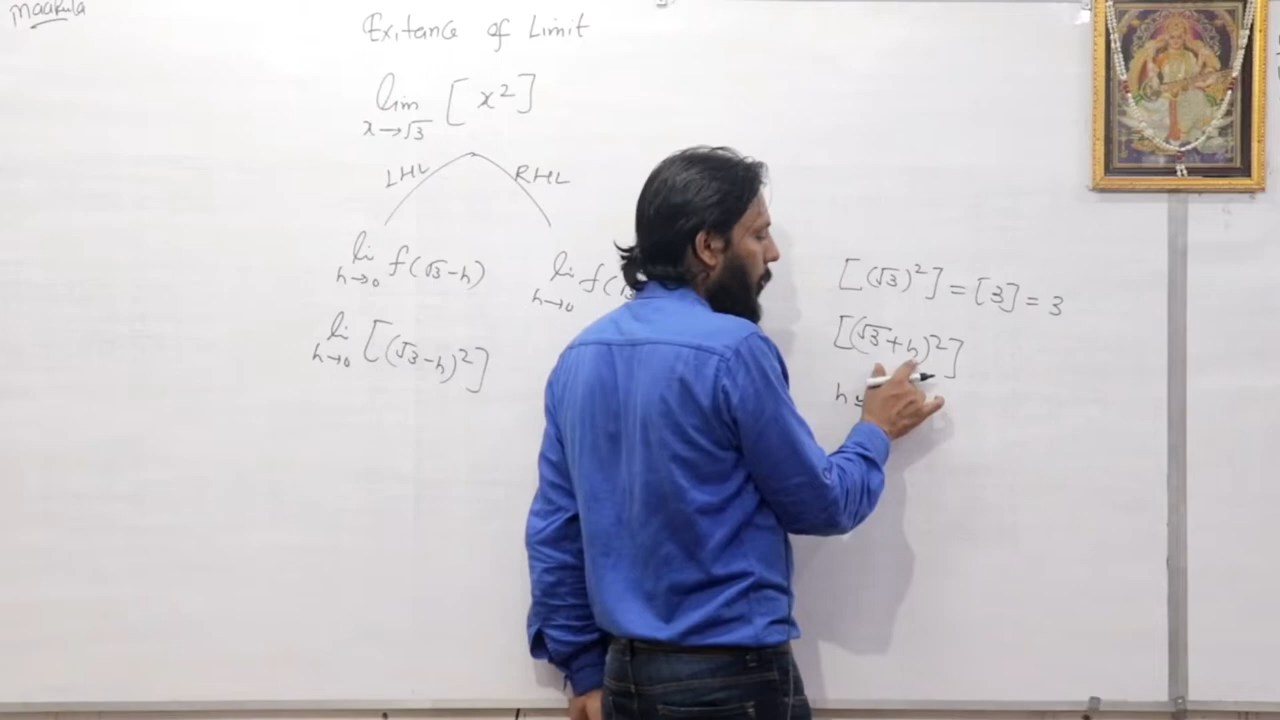 Maakula
Exitance of Limit
lim x→√3 [x²]
LHL RHL
li h→0 f(√3-h)
li h→0 f(√3
li h→0 [(√3-h)²]
[(√3)²] = [3] = 3
[(√3+h)²]
h